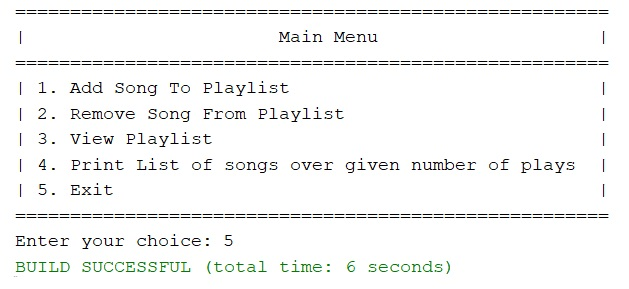 ======================================================
|                       Main Menu                    |
======================================================
| 1. Add Song To Playlist                            |
| 2. Remove Song From Playlist                       |
| 3. View Playlist                                   |
| 4. Print List of songs over given number of plays  |
| 5. Exit                                            |
======================================================
Enter your choice: 5
BUILD SUCCESSFUL (total time: 6 seconds)